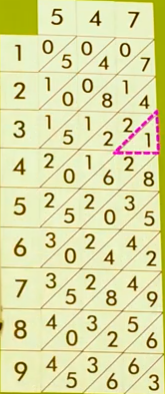 5 4 7
1 0 5 0 4 0 7
2 1 0 0 8 1 4
3 1 5 1 2 2 1
4 2 0 1 6 2 8
5 2 5 2 0 3 5
6 3 0 2 4 4 2
7 3 5 2 8 4 9
8 4 0 3 2 5 6
9 4 5 3 6 6 3